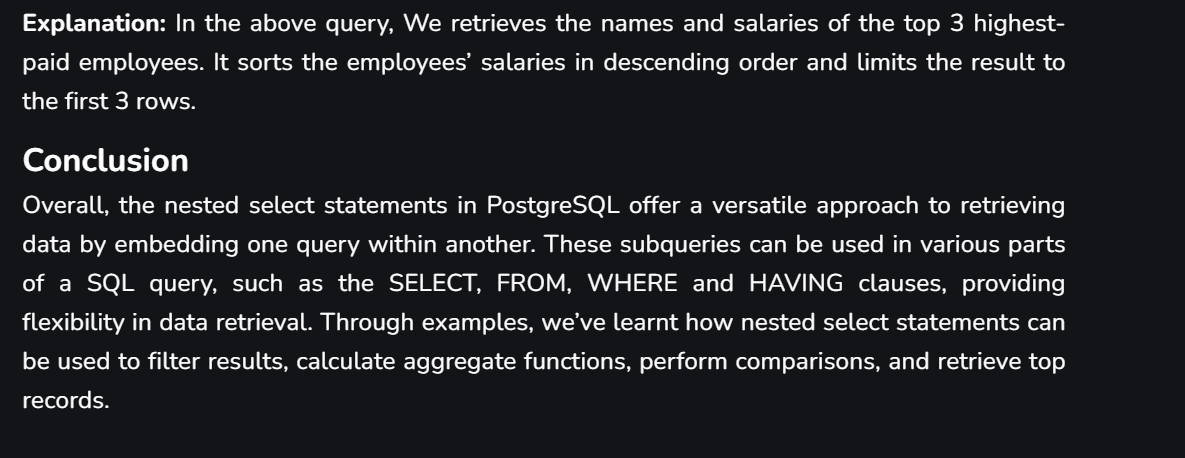 Explanation: In the above query, We retrieves the names and salaries of the top 3 highest-
paid employees. It sorts the employees’ salaries in descending order and limits the result to
the first 3 rows.
Conclusion
Overall, the nested select statements in PostgreSQL offer a versatile approach to retrieving
data by embedding one query within another. These subqueries can be used in various parts
of a SQL query, such as the SELECT, FROM, WHERE and HAVING clauses, providing
flexibility in data retrieval. Through examples, we’ve learnt how nested select statements can
be used to filter results, calculate aggregate functions, perform comparisons, and retrieve top
records.